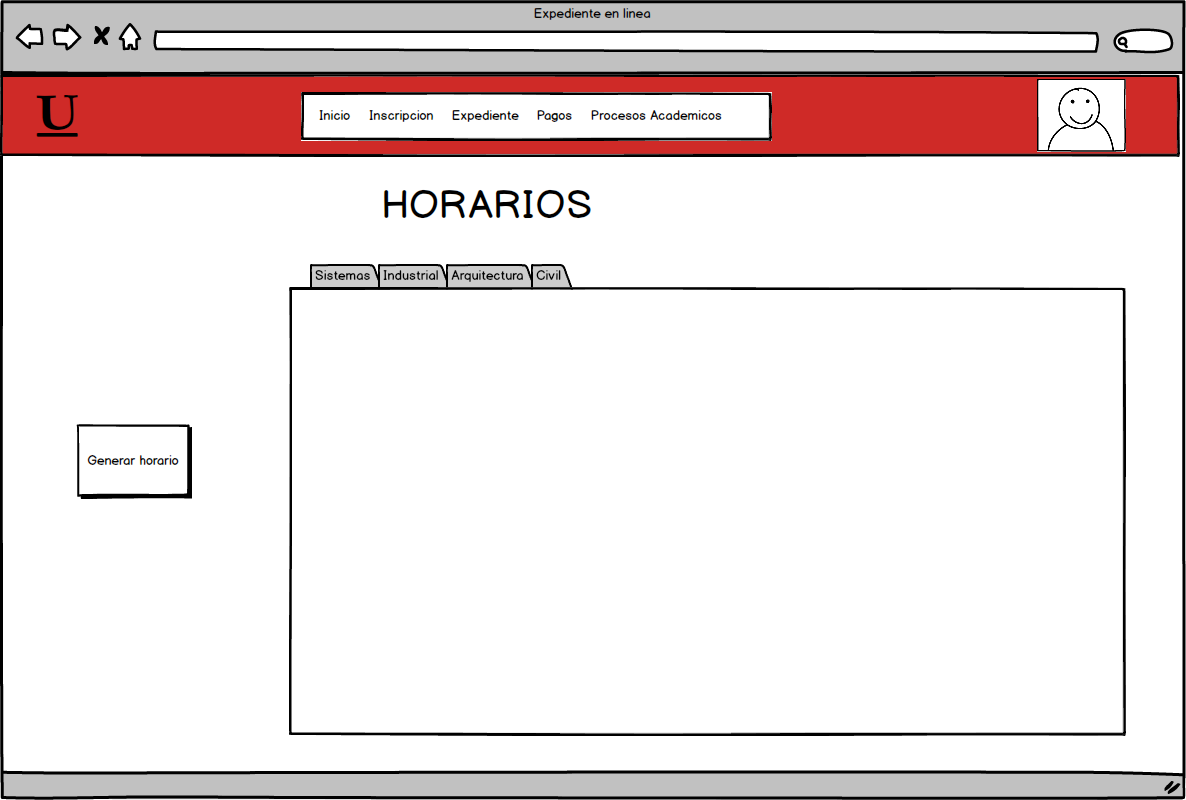 Expediente en linea
U
Inicio Inscripcion Expediente Pagos Procesos Academicos
HORARIOS
Sistemas Industrial Arquitectura Civil
Generar horario